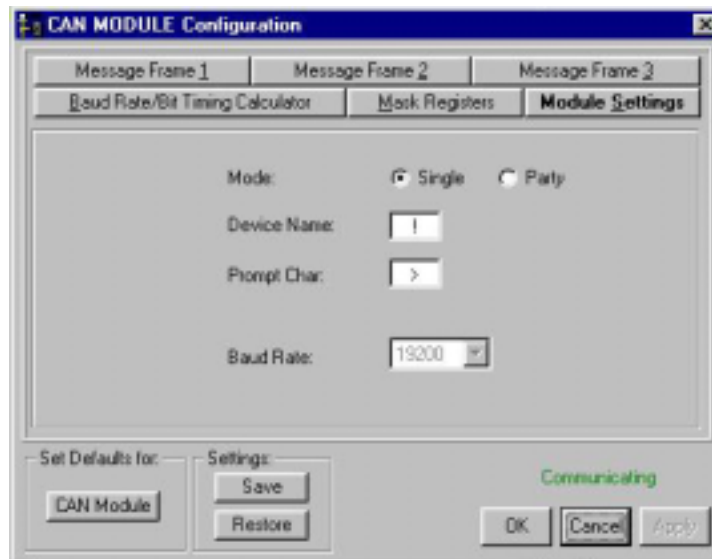 CAN MODULE Configuration
Message Frame 1 Message Frame 2 Message Frame 3
Baud Rate/Bit Timing Calculator Mask Registers Module Settings
Mode: Single Party
Device Name: !
Prompt Char: >
Baud Rate: 19200
Set Defaults for: Settings:
Save
CAN Module
Restore
Communicating
OK Cancel Apply